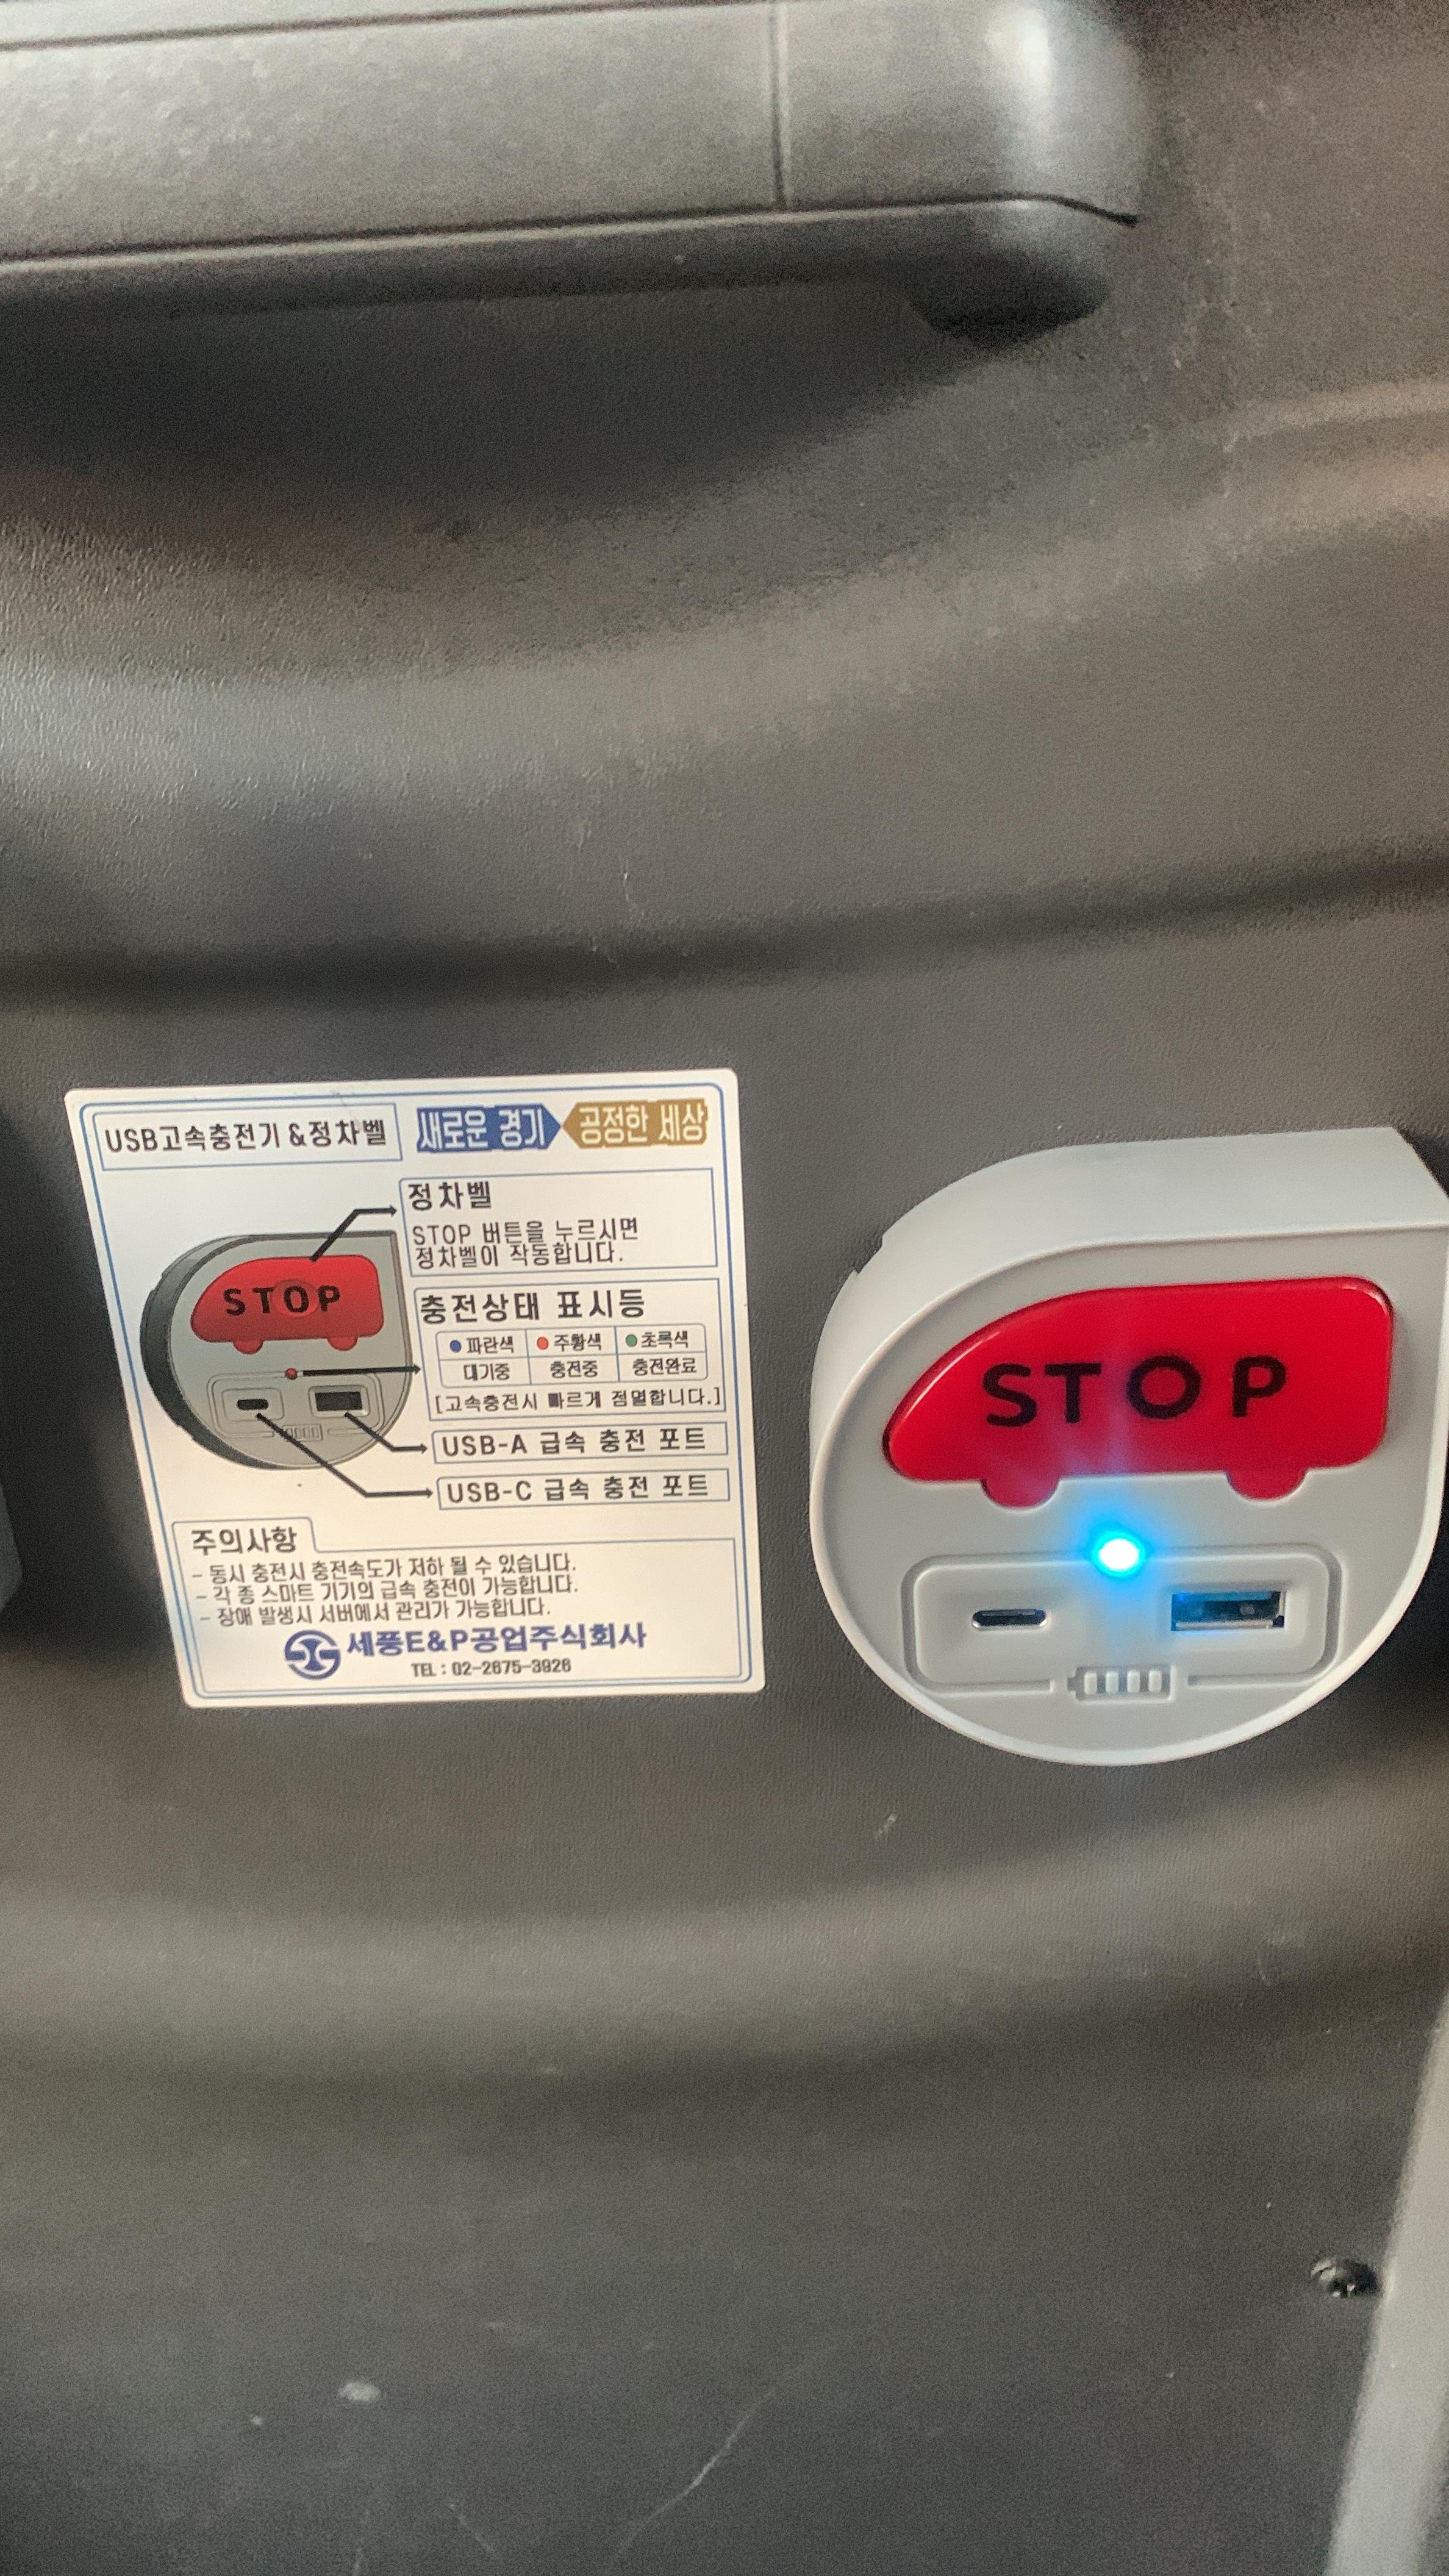 USB고속충전기 &정차벨
새로운 경기
공정한 세상
정차벨
STOP 버튼을 누르시면
정차벨이 작동합니다.
STOP
충전상태 표시등
파란색 주황색 초록색
대기중 충전중 충전완료
[고속충전시 빠르게 점멸합니다.]
USB-A 급속 충전 포트
USB-C 급속 충전 포트
주의사항
- 동시 충전시 충전속도가 저하 될 수 있습니다.
- 각 종 스마트 기기의 급속 충전이 가능합니다.
- 장애 발생시 서버에서 관리가 가능합니다.
세풍E&P공업주식회사
TEL : 02-2675-3926
STOP